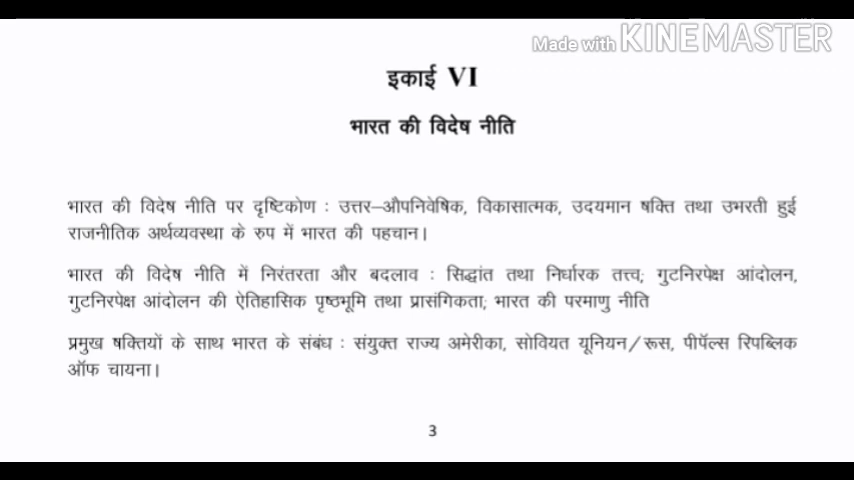 Made with KINEMASTER
इकाई VI
भारत की विदेष नीति
भारत की विदेष नीति पर दृष्टिकोण : उत्तर–औपनिवेषिक, विकासात्मक, उदयमान षक्ति तथा उभरती हुई
राजनीतिक अर्थव्यवस्था के रुप में भारत की पहचान।
भारत की विदेष नीति में निरंतरता और बदलाव : सिद्धांत तथा निर्धारक तत्त्व; गुटनिरपेक्ष आंदोलन,
गुटनिरपेक्ष आंदोलन की ऐतिहासिक पृष्ठभूमि तथा प्रासंगिकता; भारत की परमाणु नीति
प्रमुख षक्तियों के साथ भारत के संबंध : संयुक्त राज्य अमेरीका, सोवियत यूनियन/रूस, पीपॅल्स रिपब्लिक
ऑफ चायना।
3